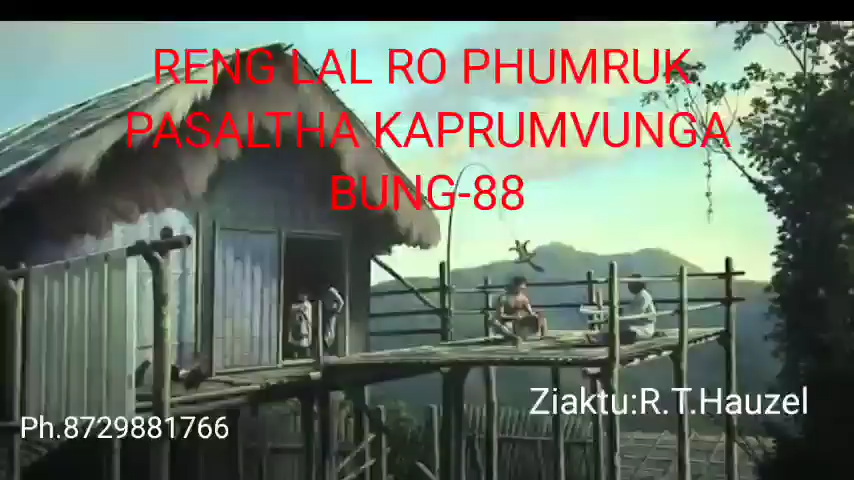 RENG LAL RO PHUMRUK
PASALTHA KAPRUMVUNGA
BUNG-88
Ziaktu:R.T.Hauzel
Ph.8729881766